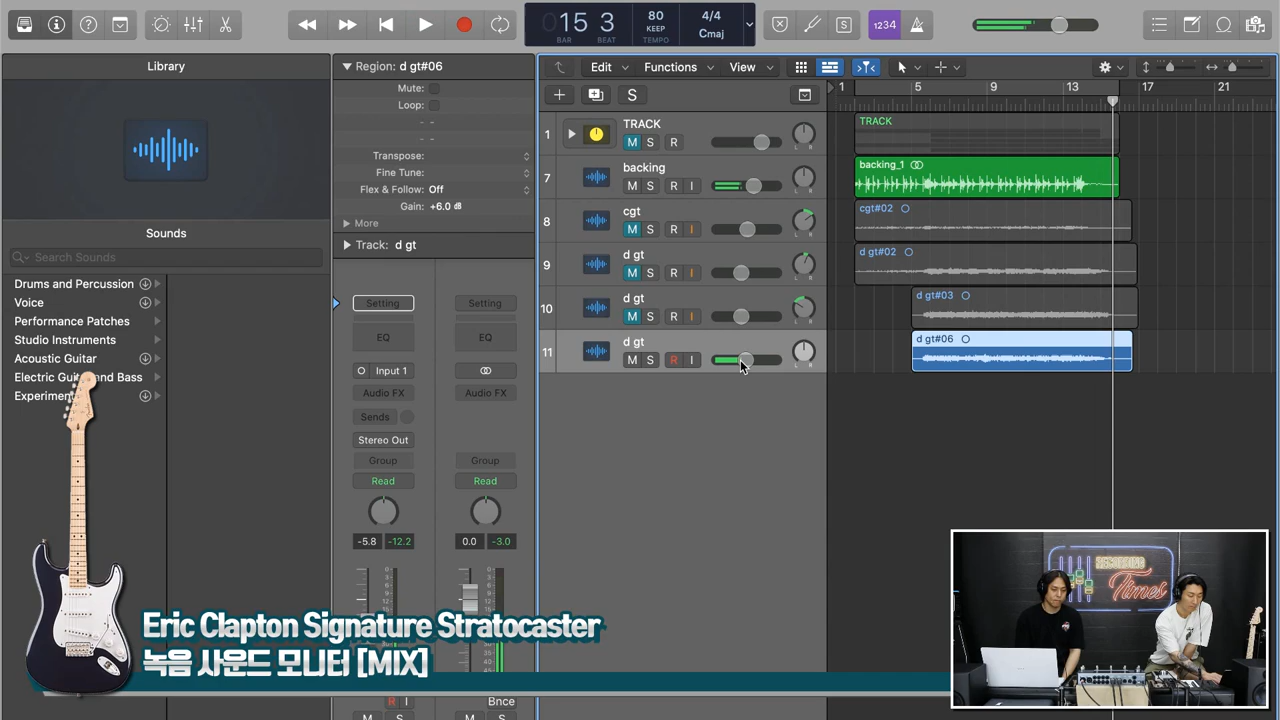 15 3
BAR BEAT
80
KEEP
TEMPO
4/4
Cmaj
1234
Library
Sounds
Search Sounds
Drums and Percussion
Voice
Performance Patches
Studio Instruments
Acoustic Guitar
Electric Guitar and Bass
Experimen
Region: d gt#06
Mute:
Loop:
Transpose:
Fine Tune:
Flex & Follow: Off
Gain: +6.0 dB
More
Track: d gt
Setting Setting
EQ EQ
Input 1
Audio FX Audio FX
Sends
Stereo Out
Group Group
Read Read
-5.8 -12.2 0.0 -3.0
R I
Bnce
M S M
Edit Functions View
S
1 5 9 13 17 21
1 TRACK
M S R
7 backing
M S R I
8 cgt
M S R I
9 d gt
M S R I
10 d gt
M S R I
11 d gt
M S R I
TRACK
backing_1
cgt#02
d gt#02
d gt#03
d gt#06
Times
Eric Clapton Signature Stratocaster
녹음 사운드 모니터 [MIX]